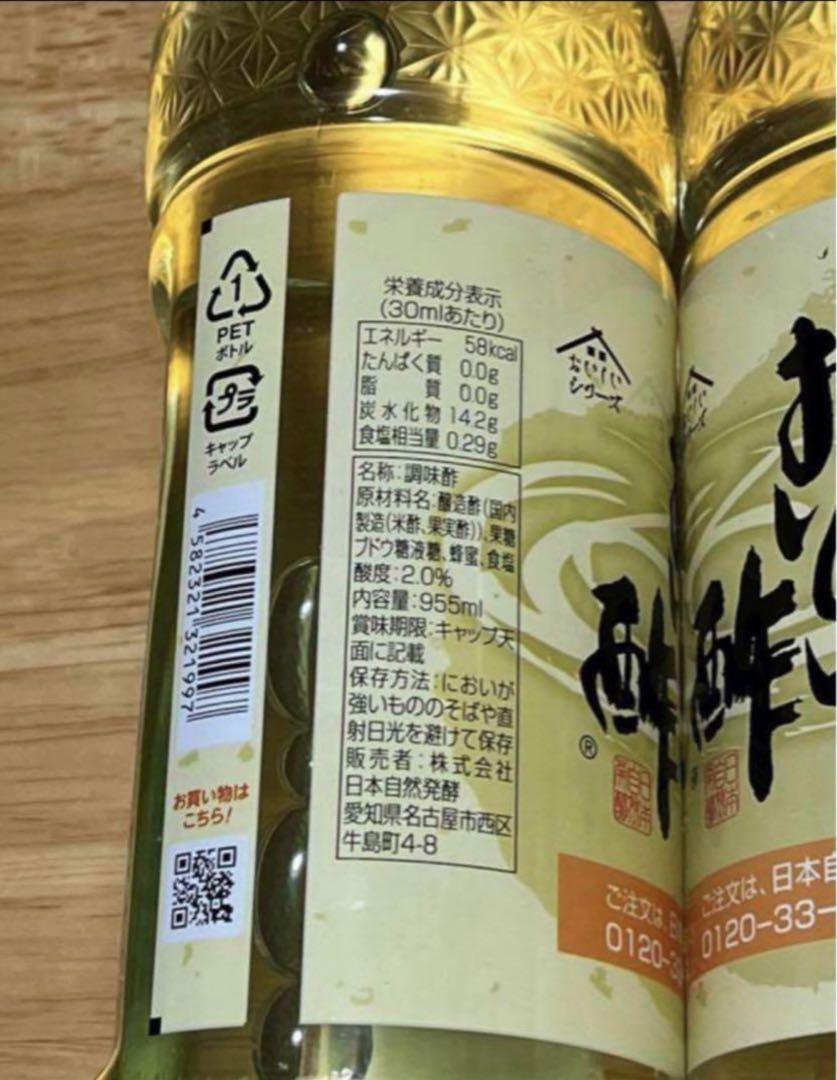 1
PET
ボトル
プラ
キャップ
ラベル
4 582321 321997
お買い物は
こちら!
栄養成分表示
(30mlあたり)
エネルギー 58kcal
たんぱく質 0.0g
脂質 0.0g
炭水化物 14.2g
食塩相当量 0.29g
名称:調味酢
原材料名:醸造酢(国内
製造(米酢、果実酢))、果糖
ブドウ糖液糖、蜂蜜、食塩
酸度:2.0%
内容量:955ml
賞味期限:キャップ天
面に記載
保存方法:においが
強いもののそばや直
射日光を避けて保存
販売者:株式会社
日本自然発酵
愛知県名古屋市西区
牛島町4-8
おいしい
シリーズ
酢
®
ご注文は、日
0120-3
シリーズ
おいし
酢
ご注文は、日本自
0120-33-